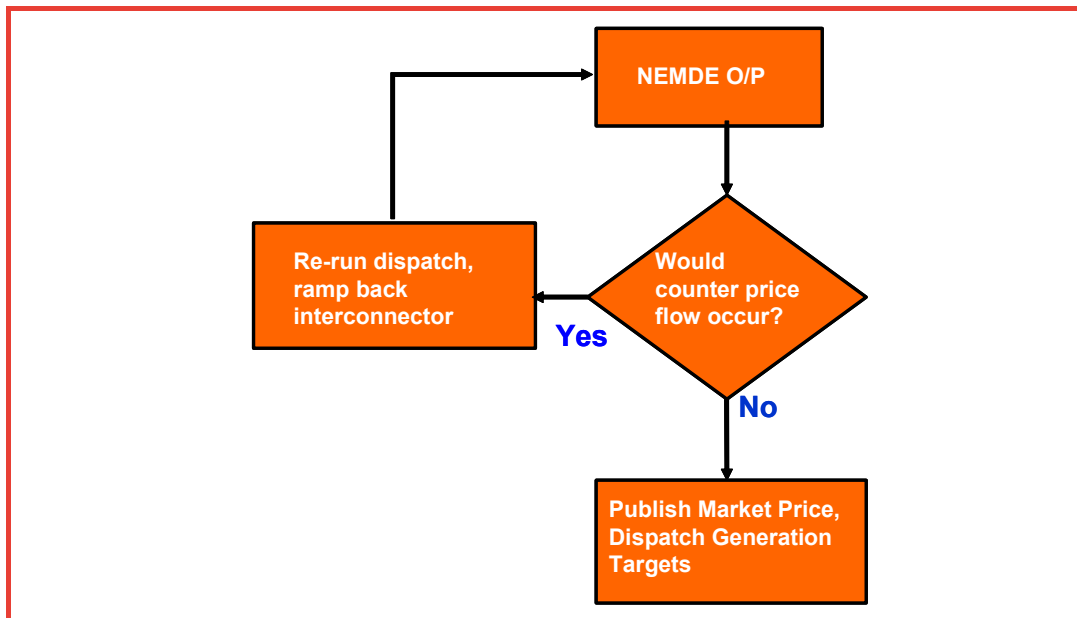 NEMDE O/P
Re-run dispatch,
ramp back
interconnector
Would
counter price
flow occur?
Yes
No
Publish Market Price,
Dispatch Generation
Targets